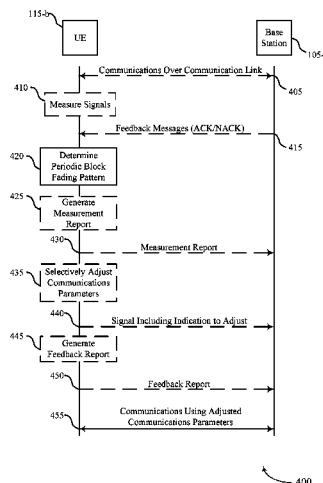 115-b
UE
Base
Station
105-
Communications Over Communication Link
405
410
Measure Signals
Feedback Messages (ACK/NACK)
415
420
Determine
Periodic Block
Fading Pattern
425
Generate
Measurement
Report
430
Measurement Report
435
Selectively Adjust
Communications
Parameters
440
Signal Including Indication to Adjust
445
Generate
Feedback Report
450
Feedback Report
455
Communications Using Adjusted
Communications Parameters
400